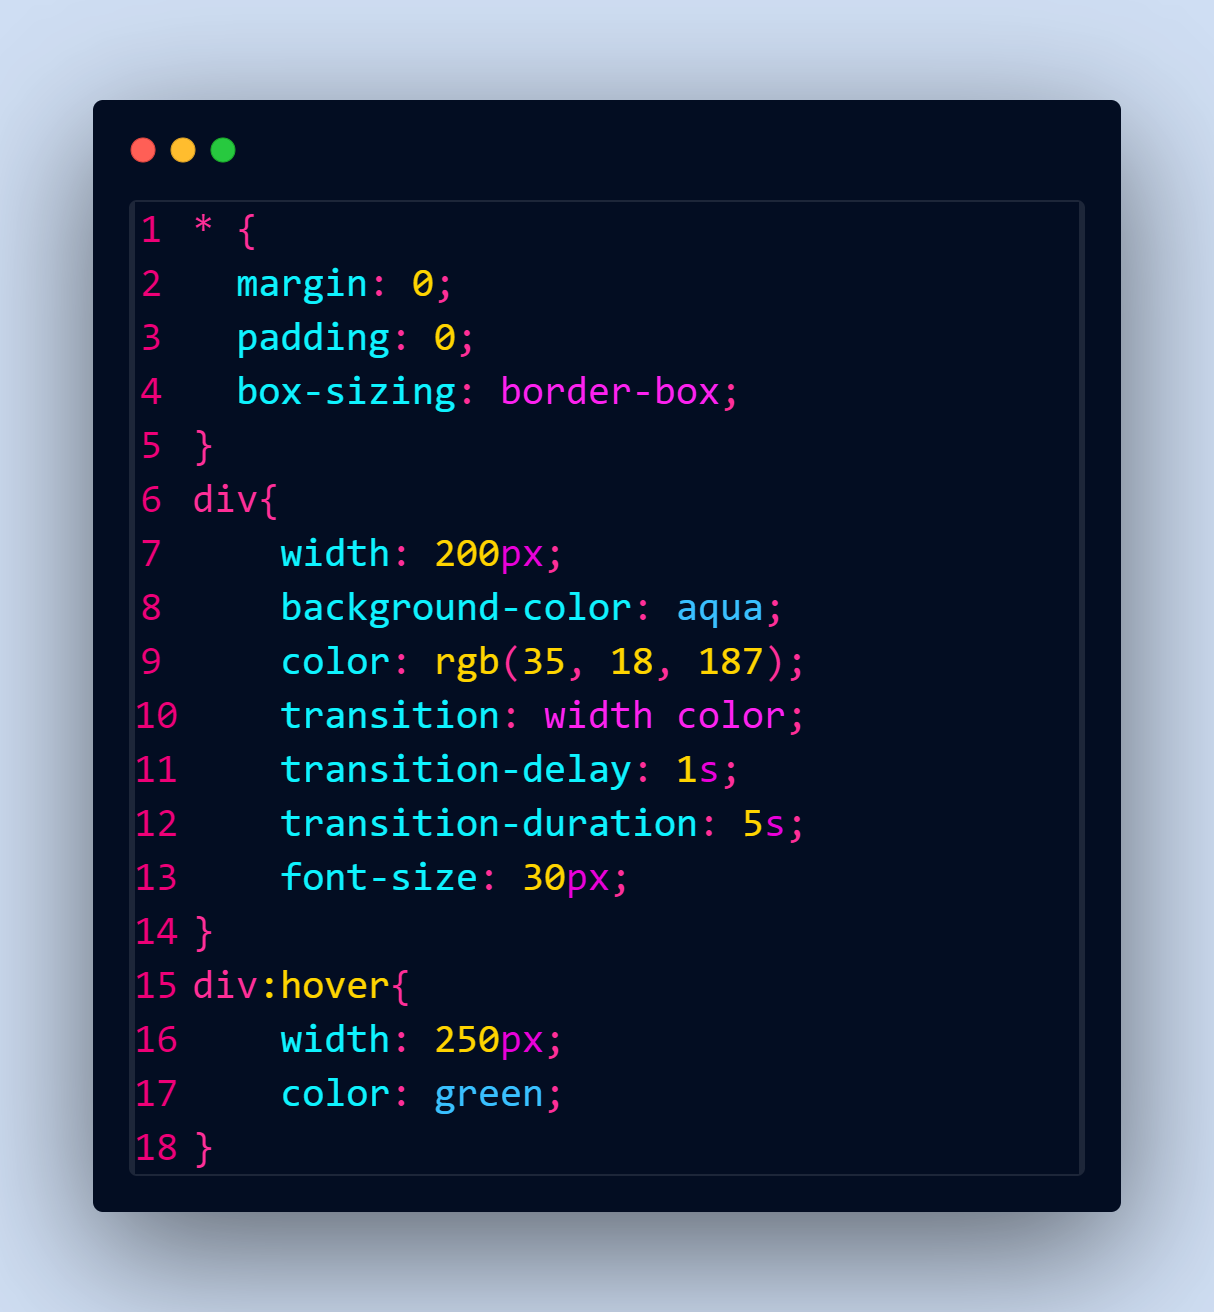 1 * {
2   margin: 0;
3   padding: 0;
4   box-sizing: border-box;
5 }
6 div{
7     width: 200px;
8     background-color: aqua;
9     color: rgb(35, 18, 187);
10     transition: width color;
11     transition-delay: 1s;
12     transition-duration: 5s;
13     font-size: 30px;
14 }
15 div:hover{
16     width: 250px;
17     color: green;
18 }